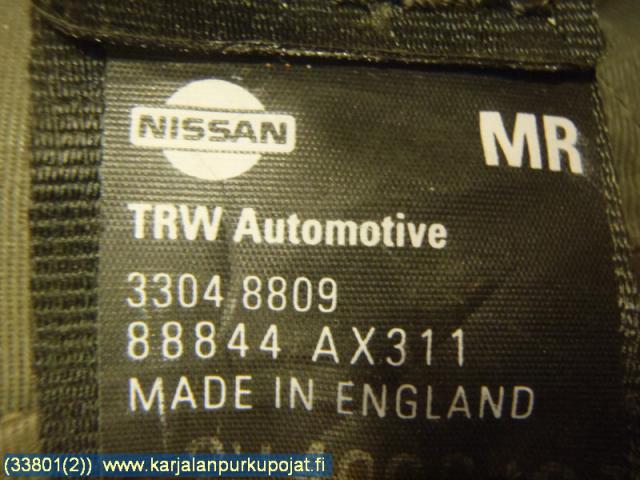 NISSAN
MR
TRW Automotive
3304 8809
88844 AX311
MADE IN ENGLAND
(33801(2)) www.karjalanpurkupojat.fi